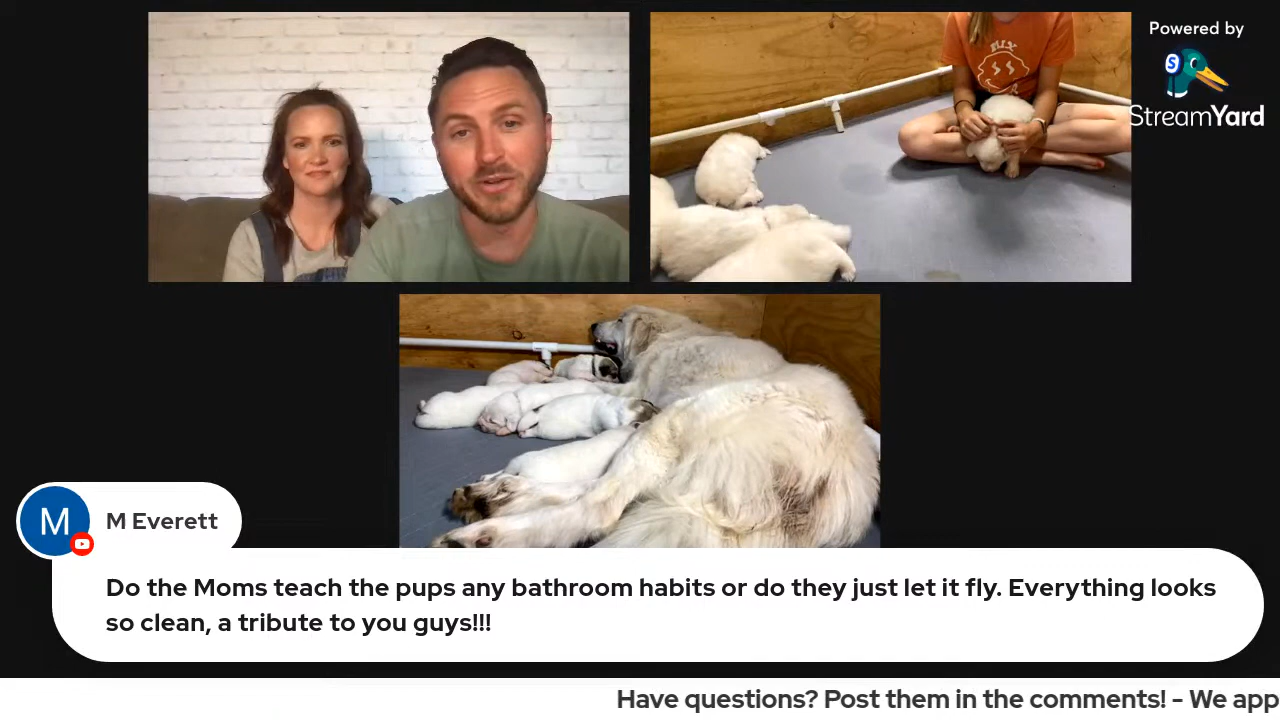 Powered by
StreamYard
M Everett
Do the Moms teach the pups any bathroom habits or do they just let it fly. Everything looks
so clean, a tribute to you guys!!!
Have questions? Post them in the comments! - We app